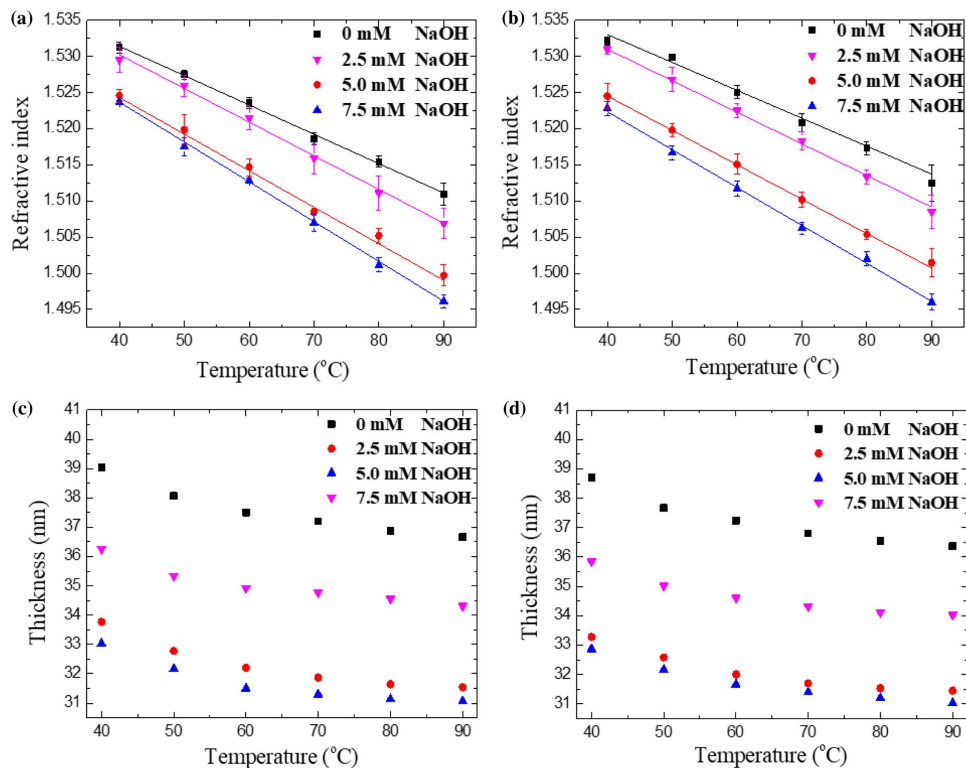 (a)
1.535
1.530
1.525
1.520
1.515
1.510
1.505
1.500
1.495
Refractive index
0 mM NaOH
2.5 mM NaOH
5.0 mM NaOH
7.5 mM NaOH
40 50 60 70 80 90
Temperature (°C)
(b)
1.535
1.530
1.525
1.520
1.515
1.510
1.505
1.500
1.495
Refractive index
0 mM NaOH
2.5 mM NaOH
5.0 mM NaOH
7.5 mM NaOH
40 50 60 70 80 90
Temperature (°C)
(c)
41
40
39
38
37
36
35
34
33
32
31
Thickness (nm)
0 mM NaOH
2.5 mM NaOH
5.0 mM NaOH
7.5 mM NaOH
40 50 60 70 80 90
Temperature (°C)
(d)
41
40
39
38
37
36
35
34
33
32
31
Thickness (nm)
0 mM NaOH
2.5 mM NaOH
5.0 mM NaOH
7.5 mM NaOH
40 50 60 70 80 90
Temperature (°C)